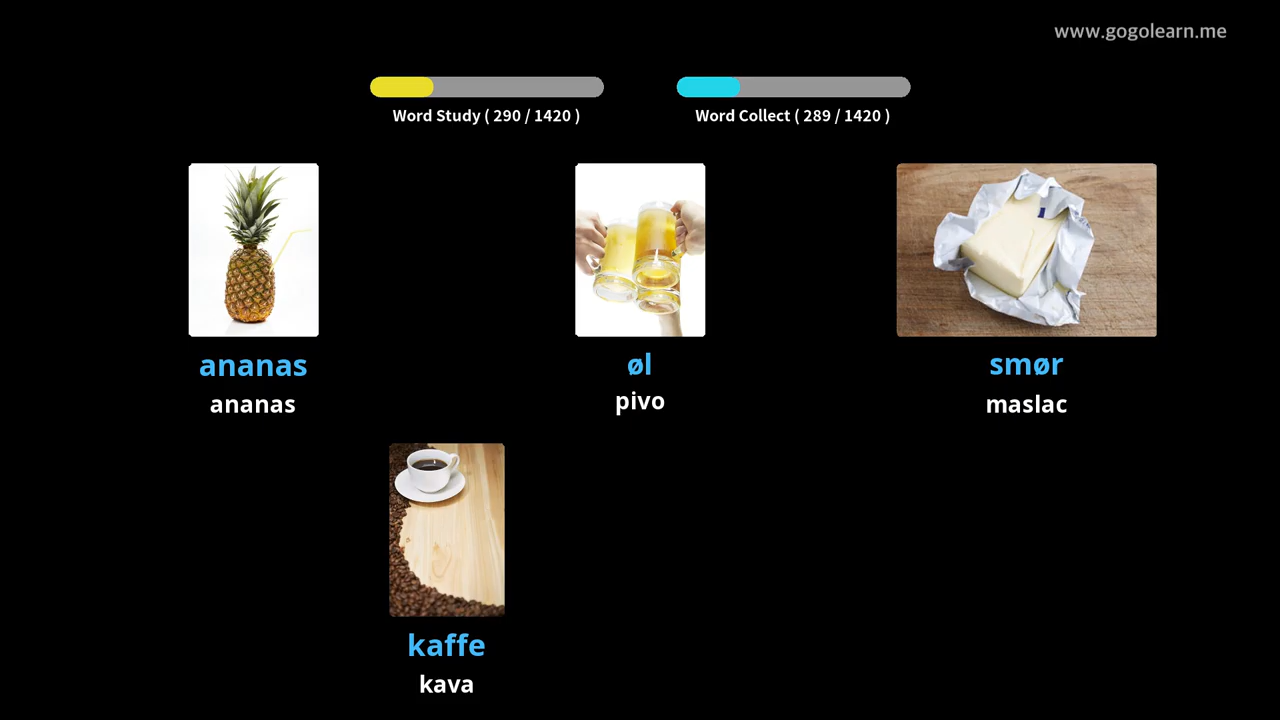 www.gogolearn.me
Word Study ( 290 / 1420 )
Word Collect ( 289 / 1420 )
ananas
ananas
øl
pivo
smør
maslac
kaffe
kava